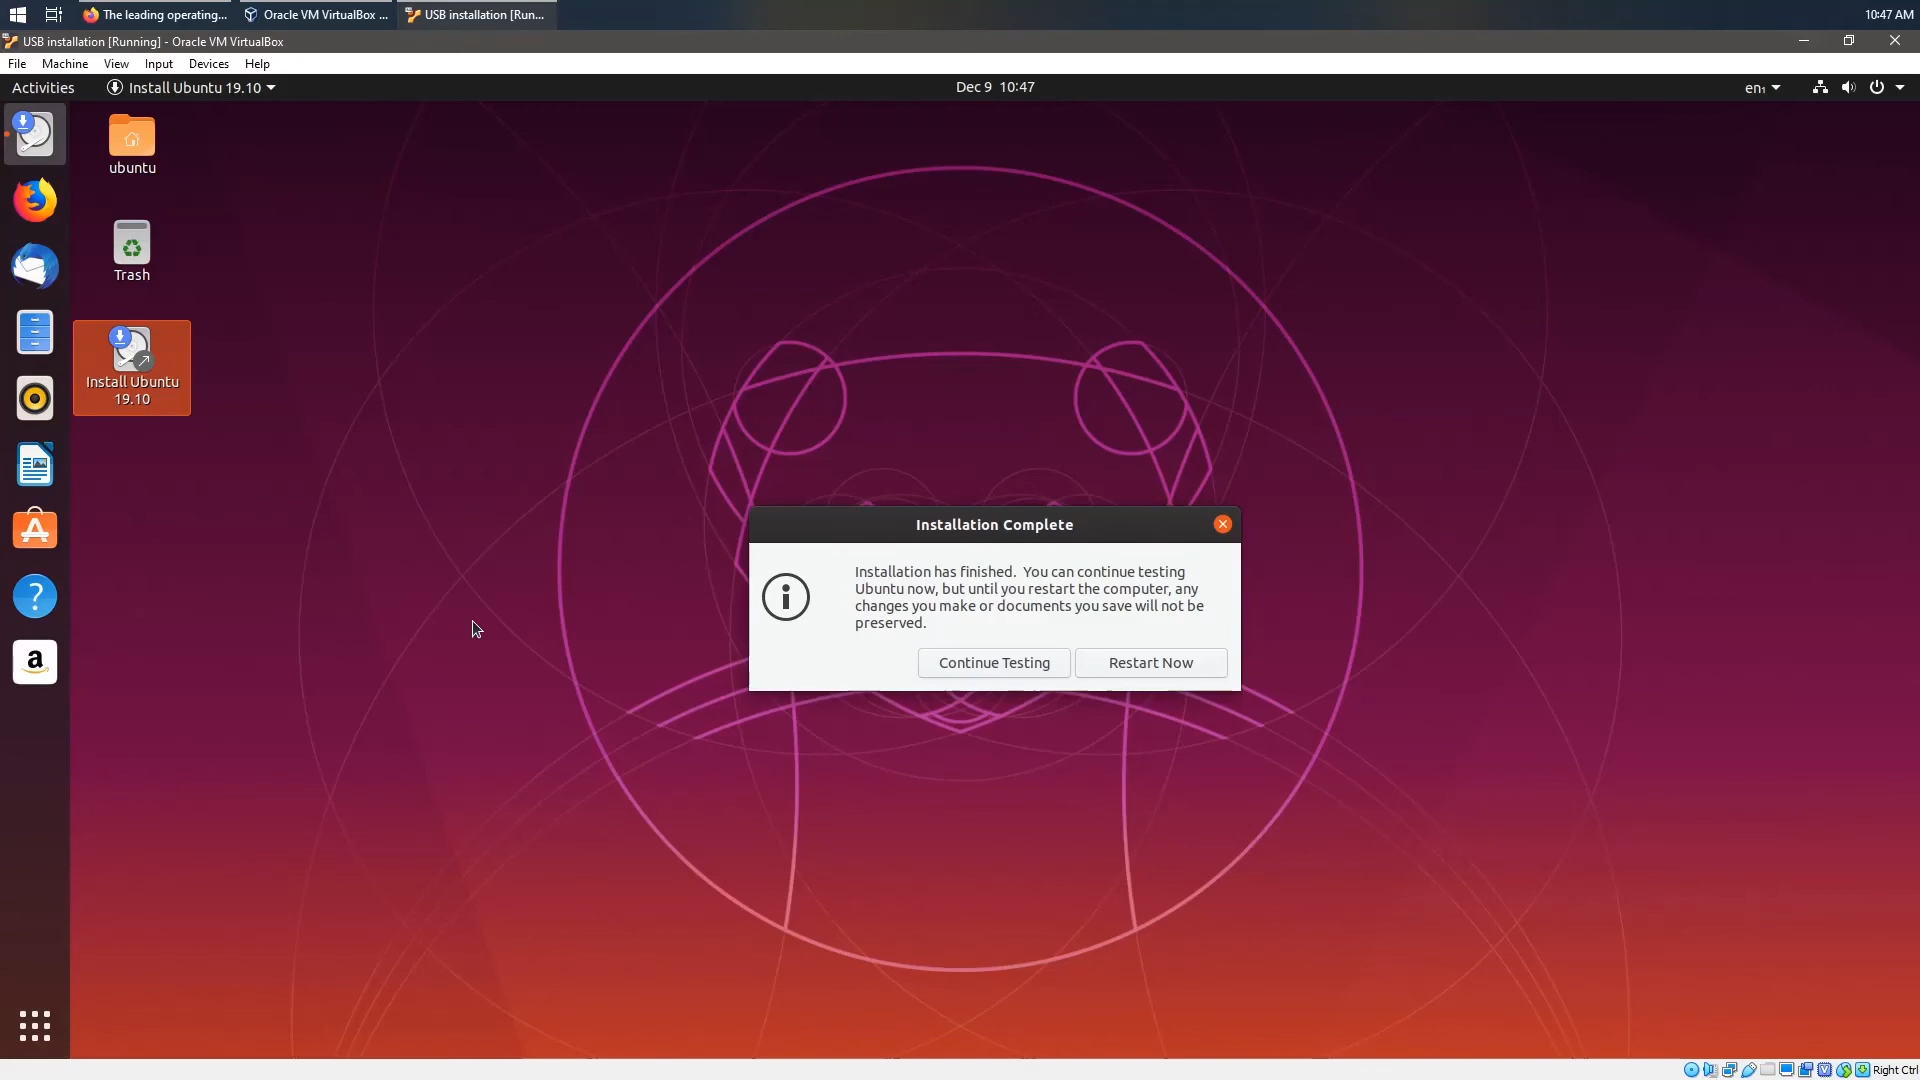 The leading operating...
Oracle VM VirtualBox ...
USB installation [Run...
10:47 AM
USB installation [Running] - Oracle VM VirtualBox
File Machine View Input Devices Help
Activities
Install Ubuntu 19.10
Dec 9 10:47
en₁
ubuntu
Trash
Install Ubuntu
19.10
Installation Complete
Installation has finished. You can continue testing
Ubuntu now, but until you restart the computer, any
changes you make or documents you save will not be
preserved.
Continue Testing
Restart Now
Right Ctrl